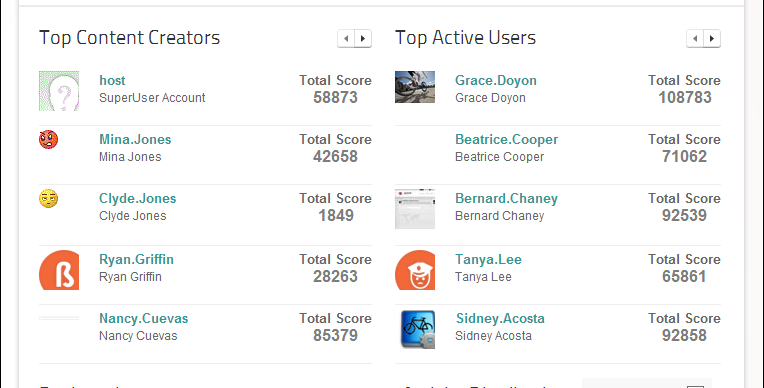 Top Content Creators
host
SuperUser Account
Total Score
58873
Mina.Jones
Mina Jones
Total Score
42658
Clyde.Jones
Clyde Jones
Total Score
1849
Ryan.Griffin
Ryan Griffin
Total Score
28263
Nancy.Cuevas
Nancy Cuevas
Total Score
85379
Top Active Users
Grace.Doyon
Grace Doyon
Total Score
108783
Beatrice.Cooper
Beatrice Cooper
Total Score
71062
Bernard.Chaney
Bernard Chaney
Total Score
92539
Tanya.Lee
Tanya Lee
Total Score
65861
Sidney.Acosta
Sidney Acosta
Total Score
92858